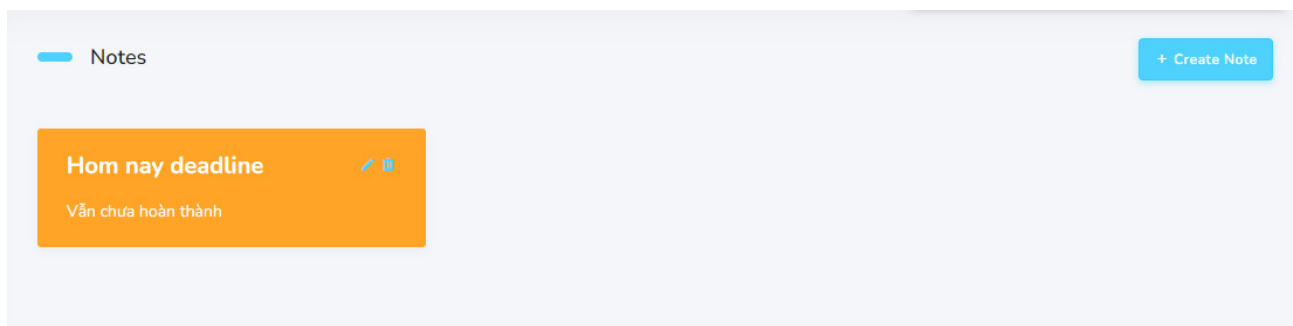 Notes
+ Create Note
Hom nay deadline
Vẫn chưa hoàn thành